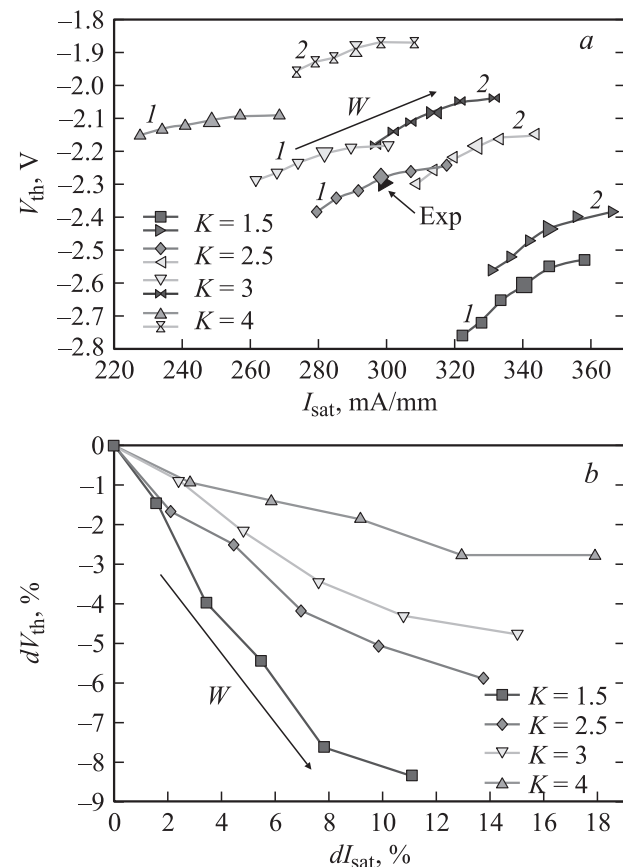 –1.8
–1.9
–2.0
–2.1
–2.2
–2.3
–2.4
–2.5
–2.6
–2.7
–2.8
V_th, V
a
2
1
W
2
1
1
2
Exp
2
1
K = 1.5
K = 2.5
K = 3
K = 4
220 240 260 280 300 320 340 360
I_sat, mA/mm
0
–1
–2
–3
–4
–5
–6
–7
–8
–9
dV_th, %
b
W
K = 1.5
K = 2.5
K = 3
K = 4
0 2 4 6 8 10 12 14 16 18
dI_sat, %